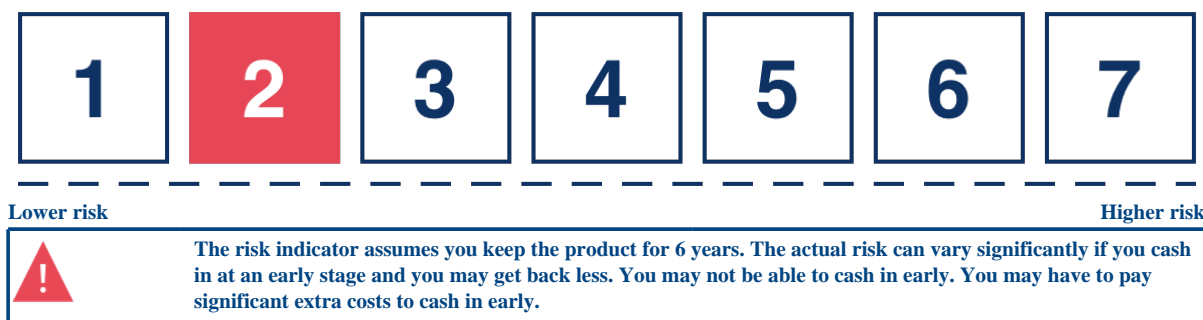 1 2 3 4 5 6 7
Lower risk Higher risk
! The risk indicator assumes you keep the product for 6 years. The actual risk can vary significantly if you cash
in at an early stage and you may get back less. You may not be able to cash in early. You may have to pay
significant extra costs to cash in early.